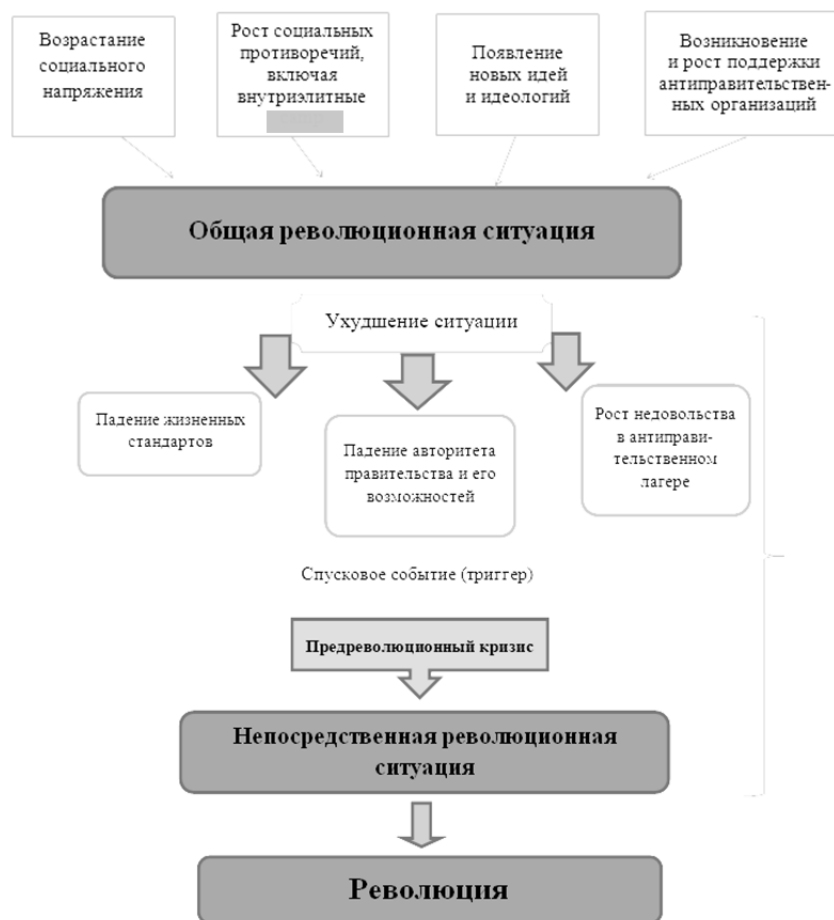 Возрастание
социального
напряжения
Рост социальных
противоречий,
включая
внутриэлитные
Появление
новых идей
и идеологий
Возникновение
и рост поддержки
антиправительствен-
ных организаций
Общая революционная ситуация
Ухудшение ситуации
Падение жизненных
стандартов
Падение авторитета
правительства и его
возможностей
Рост недовольства
в антиправи-
тельственном
лагере
Спусковое событие (триггер)
Предреволюционный кризис
Непосредственная революционная
ситуация
Революция